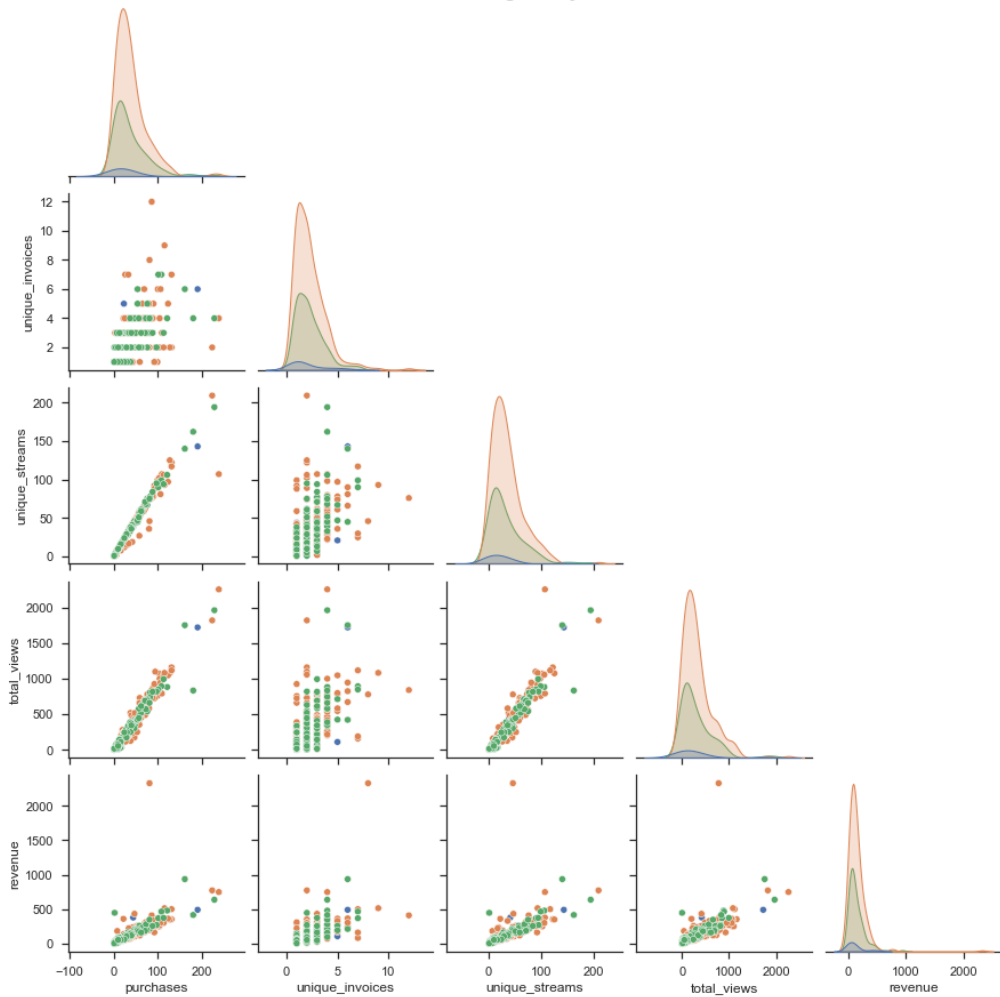 unique_invoices
12
10
8
6
4
2
unique_streams
200
150
100
50
0
total_views
2000
1500
1000
500
0
revenue
2000
1500
1000
500
0
−100 0 100 200
0 5 10
0 100 200
0 1000 2000
0 1000 2000
purchases unique_invoices unique_streams total_views revenue